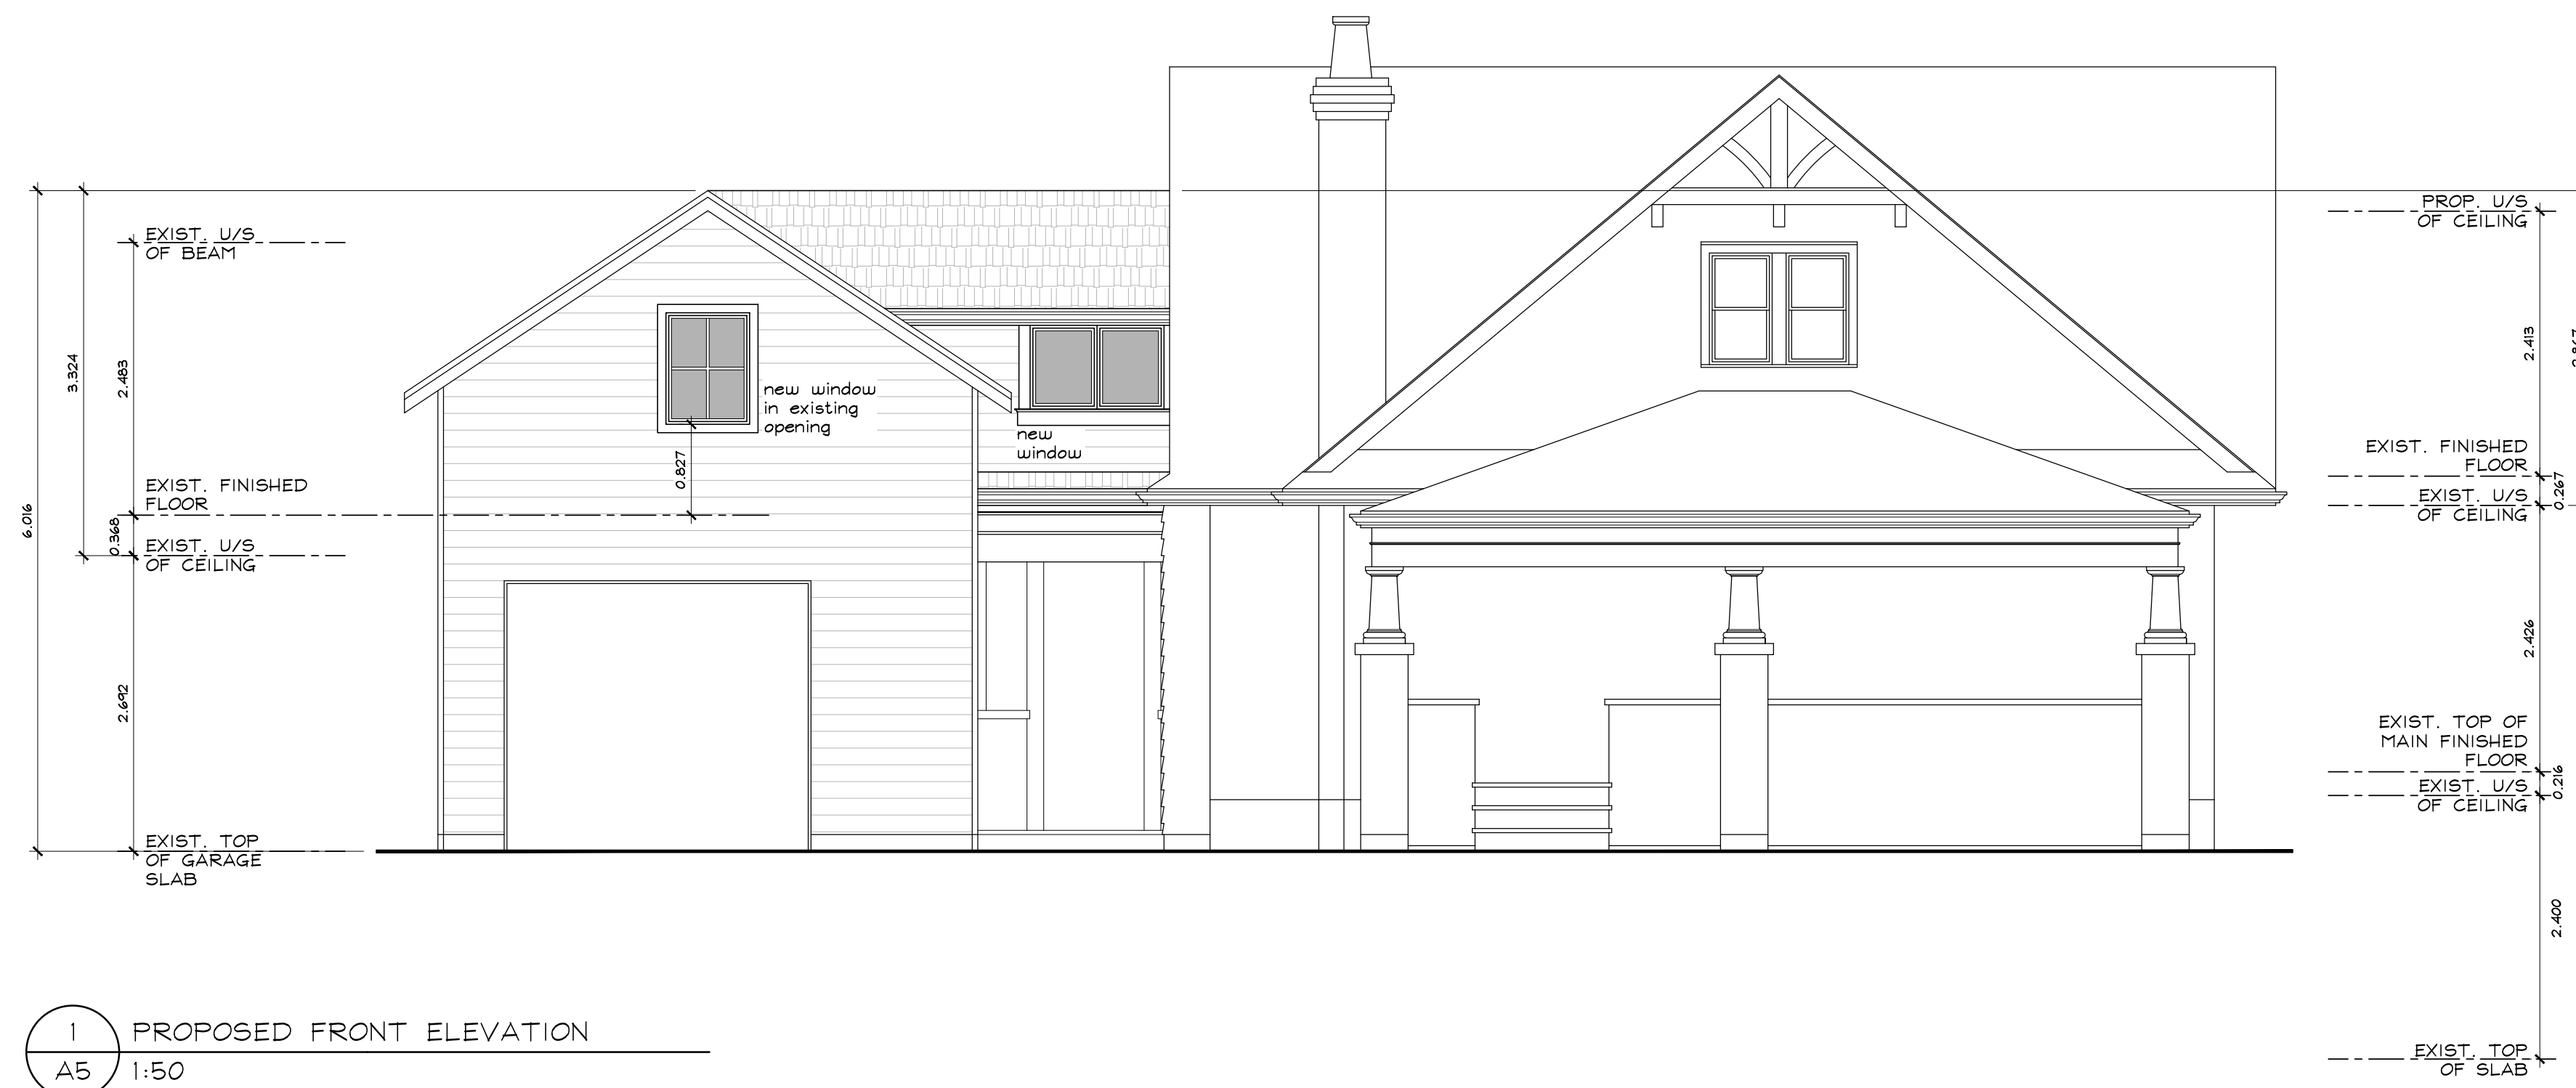 EXIST. U/S
OF BEAM
3.324
2.483
6.016
EXIST. FINISHED
FLOOR
0.368
EXIST. U/S
OF CEILING
2.692
EXIST. TOP
OF GARAGE
SLAB
new window
in existing
opening
0.827
new
window
PROP. U/S
OF CEILING
2.413
EXIST. FINISHED
FLOOR
0.267
EXIST. U/S
OF CEILING
2.426
EXIST. TOP OF
MAIN FINISHED
FLOOR
0.216
EXIST. U/S
OF CEILING
2.400
EXIST. TOP
OF SLAB
1
PROPOSED FRONT ELEVATION
A5
1:50